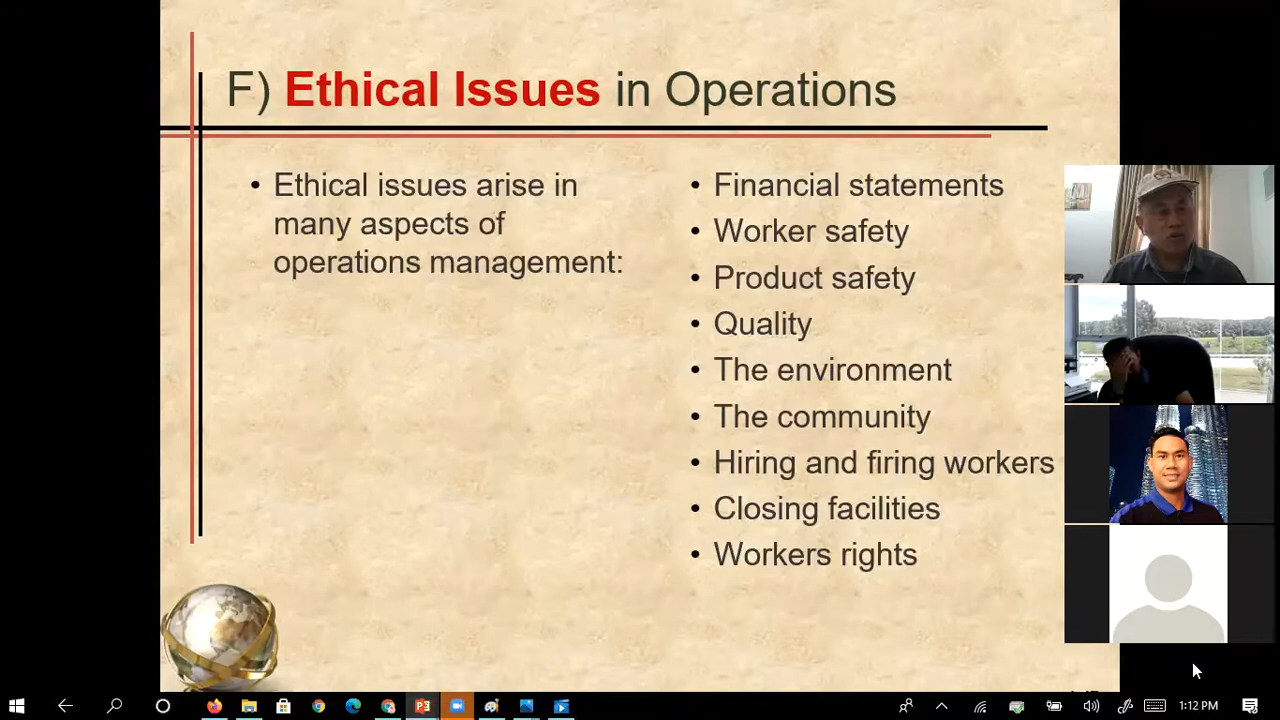 F) Ethical Issues in Operations
• Ethical issues arise in
many aspects of
operations management:
• Financial statements
• Worker safety
• Product safety
• Quality
• The environment
• The community
• Hiring and firing workers
• Closing facilities
• Workers rights
1:12 PM